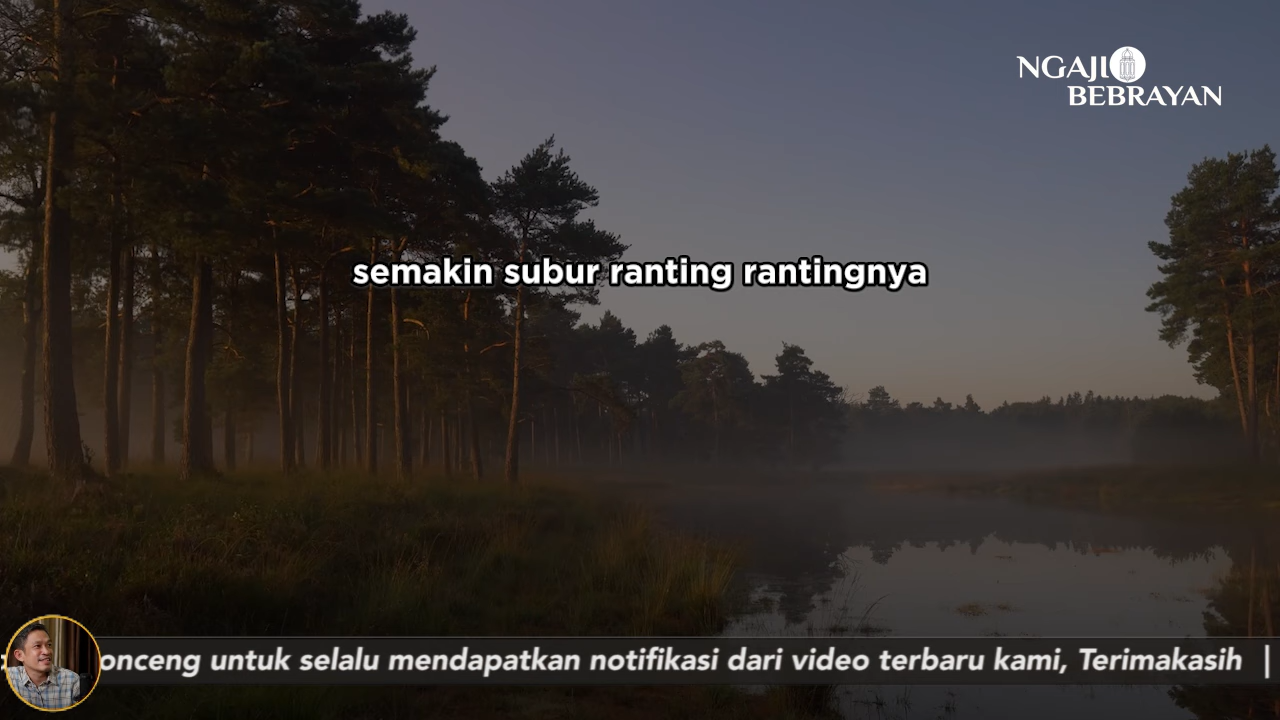 NGAJI
BEBRAYAN
semakin subur ranting rantingnya
onceng untuk selalu mendapatkan notifikasi dari video terbaru kami, Terimakasih |